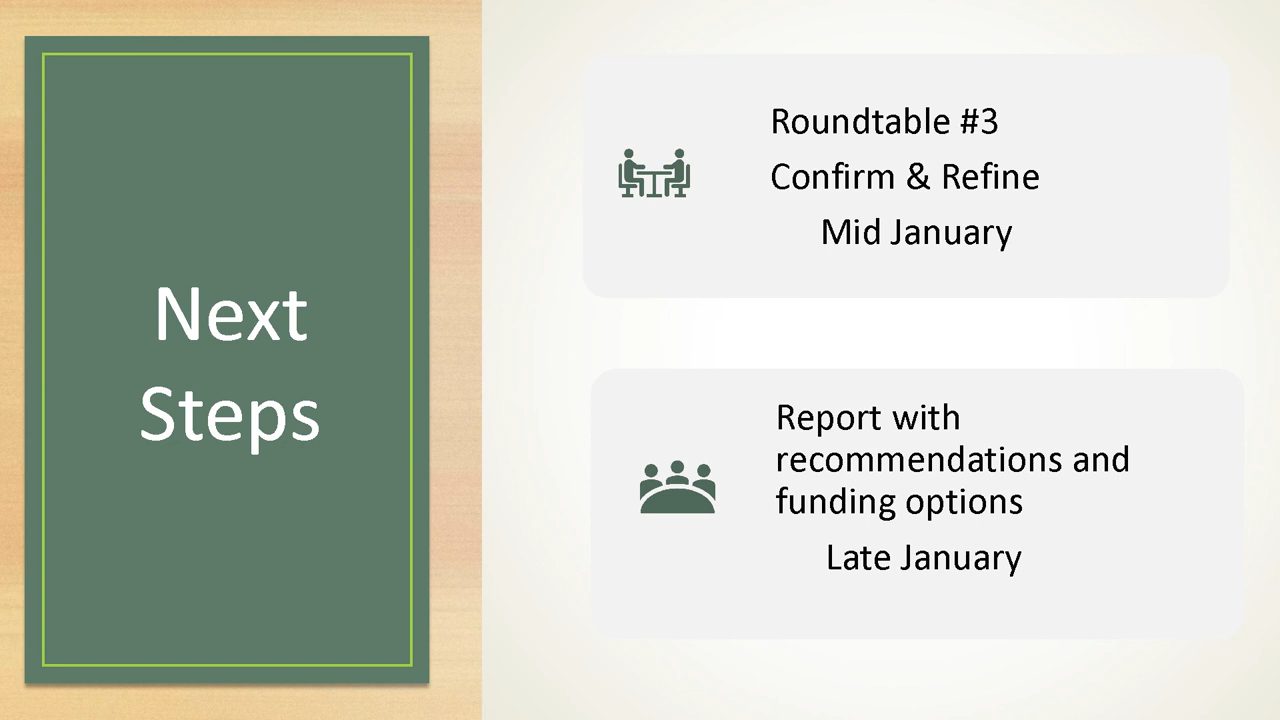 Next
Steps
Roundtable #3
Confirm & Refine
Mid January
Report with
recommendations and
funding options
Late January